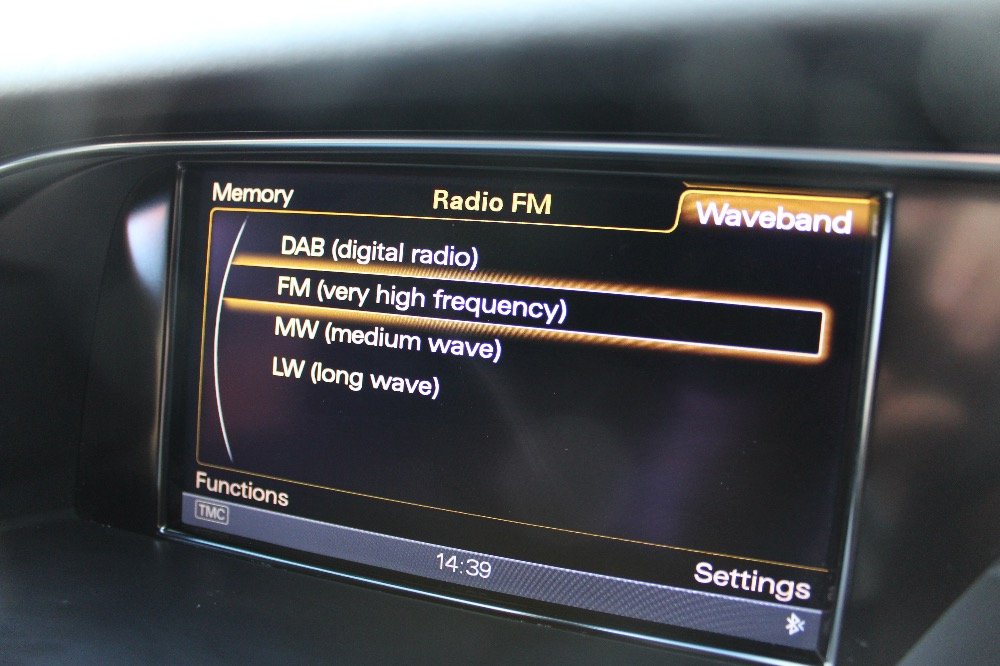 Memory
Radio FM
Waveband
DAB (digital radio)
FM (very high frequency)
MW (medium wave)
LW (long wave)
Functions
Settings
TMC
14:39